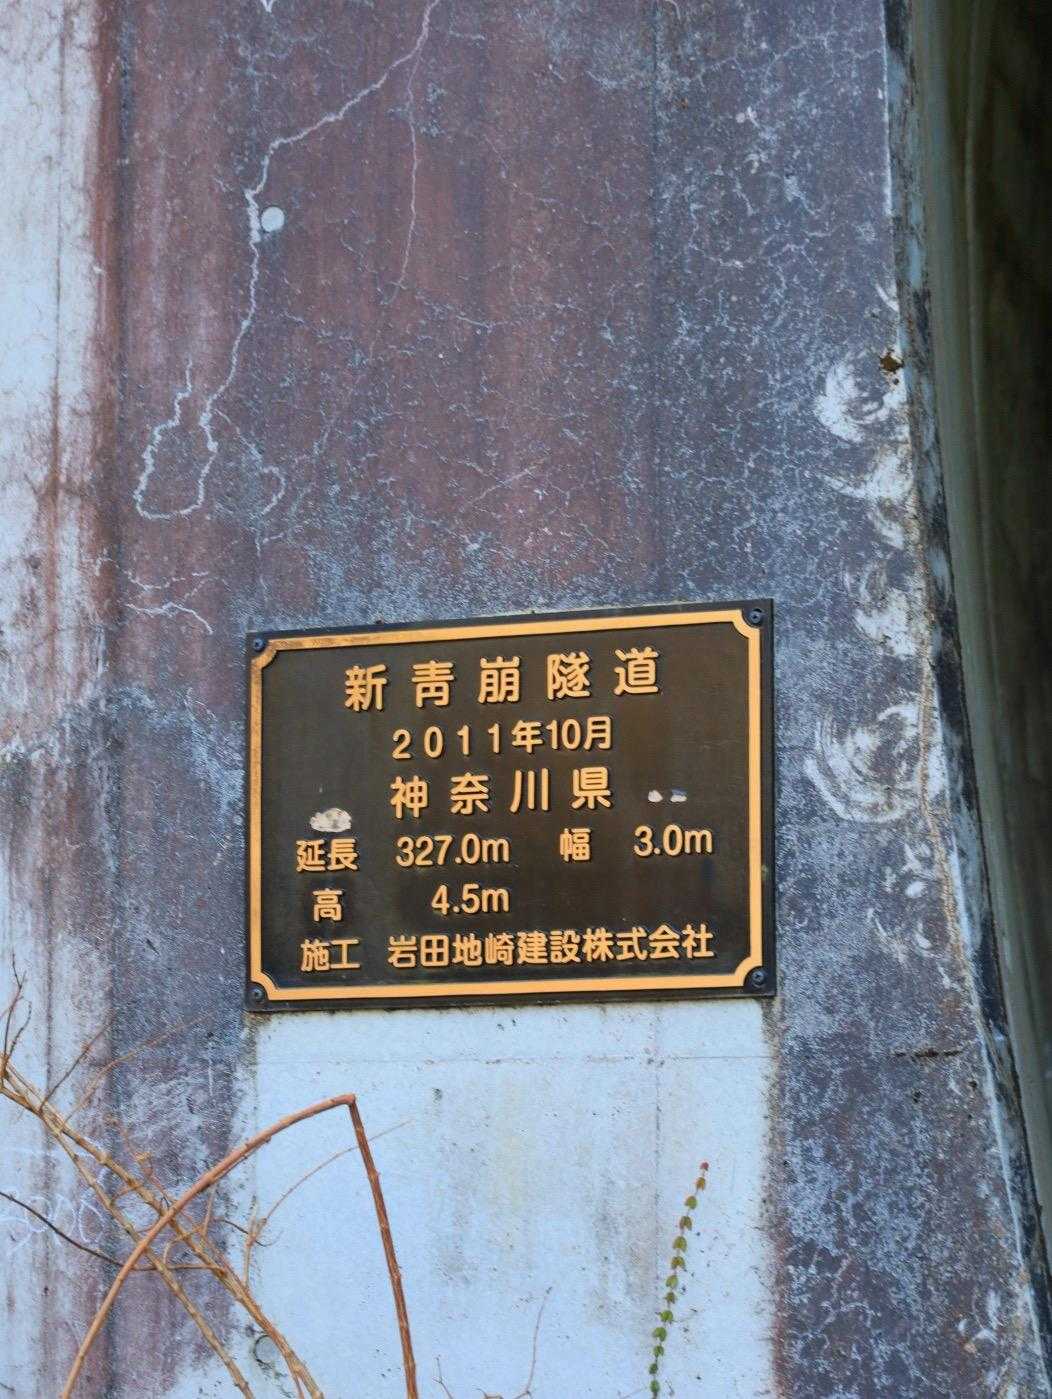 新青崩隧道
2011年10月
神奈川県
延長 327.0m 幅 3.0m
高 4.5m
施工 岩田地崎建設株式会社